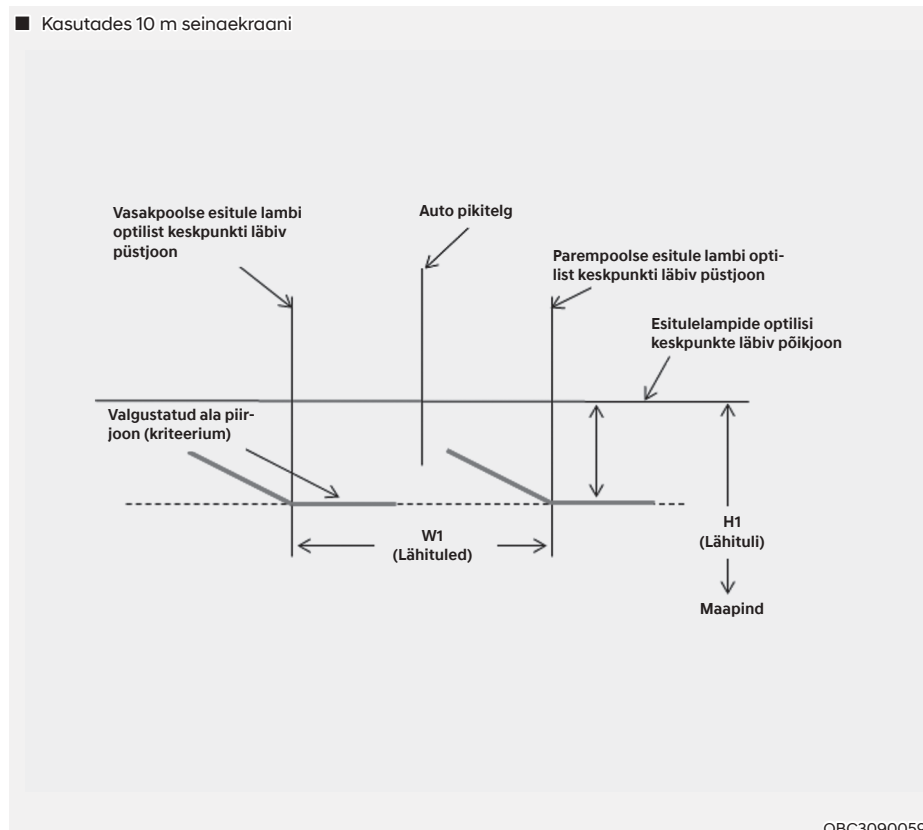 Kasutades 10 m seinaekraani
Vasakpoolse esitule lambi
optilist keskpunkti läbiv
püstjoon
Auto pikitelg
Parempoolse esitule lambi opti-
list keskpunkti läbiv püstjoon
Esitulelampide optilisi
keskpunkte läbiv põikjoon
Valgustatud ala piir-
joon (kriteerium)
W1
(Lähituled)
H1
(Lähituli)
Maapind
OBC3090059